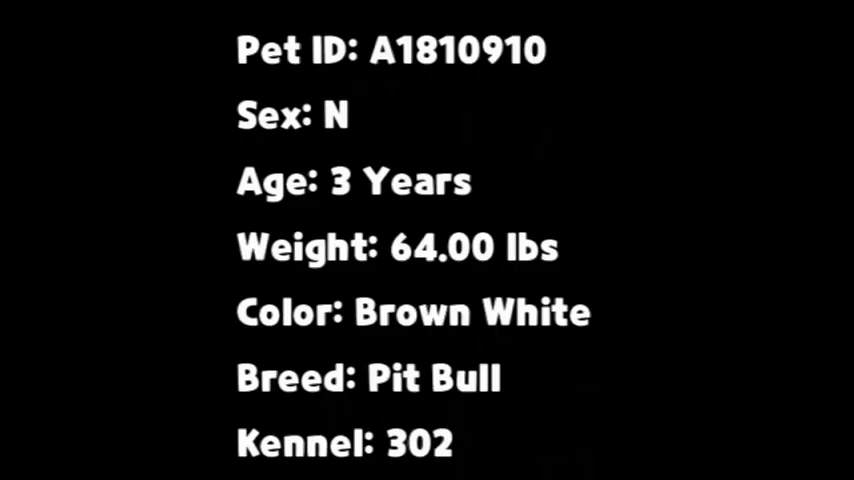 Pet ID: A1810910
Sex: N
Age: 3 Years
Weight: 64.00 lbs
Color: Brown White
Breed: Pit Bull
Kennel: 302